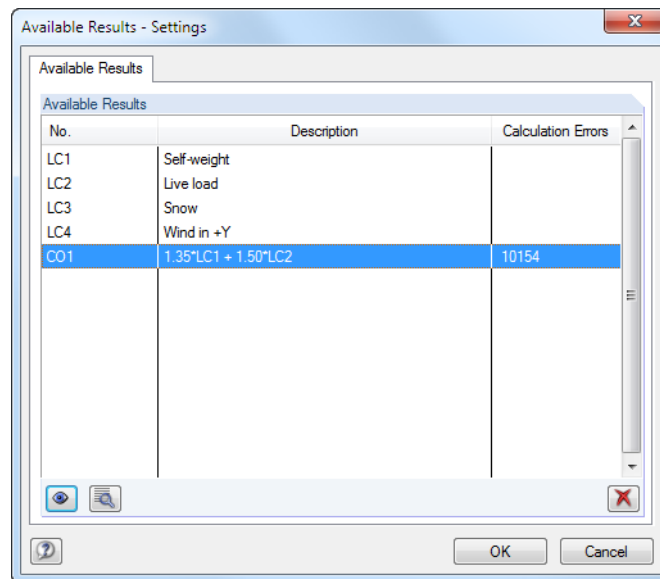 Available Results - Settings
Available Results
Available Results
No. Description Calculation Errors
LC1 Self-weight
LC2 Live load
LC3 Snow
LC4 Wind in +Y
CO1 1.35*LC1 + 1.50*LC2 10154
OK Cancel